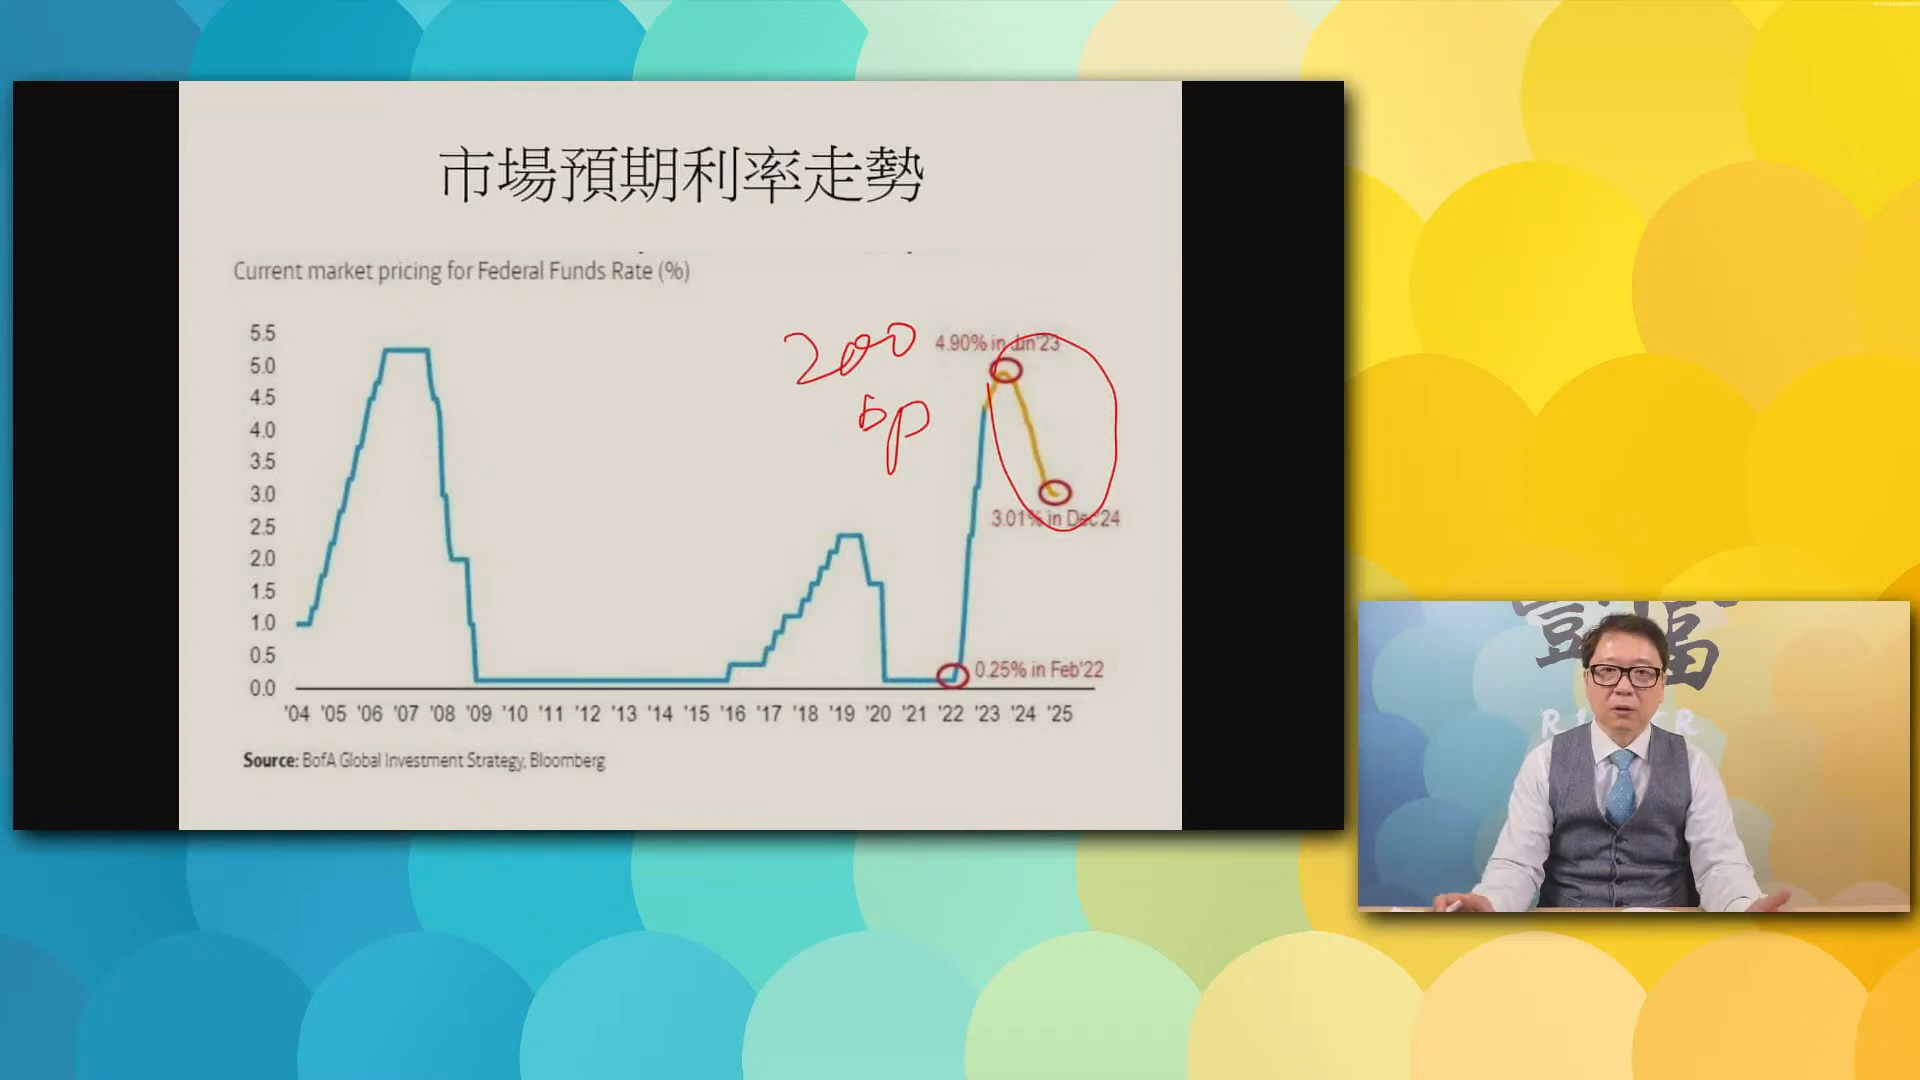 市場預期利率走勢
Current market pricing for Federal Funds Rate (%)
5.5
5.0
4.5
4.0
3.5
3.0
2.5
2.0
1.5
1.0
0.5
0.0
200
bp
4.90% in Jun'23
3.01% in Dec'24
0.25% in Feb'22
'04 '05 '06 '07 '08 '09 '10 '11 '12 '13 '14 '15 '16 '17 '18 '19 '20 '21 '22 '23 '24 '25
Source: BofA Global Investment Strategy, Bloomberg
富